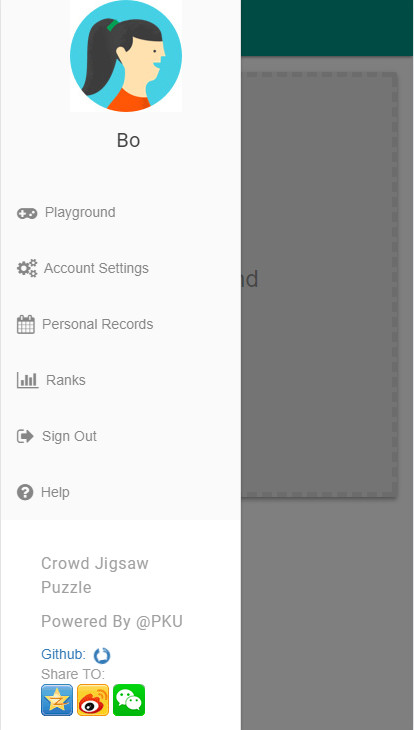 Bo
Playground
Account Settings
Personal Records
Ranks
Sign Out
Help
Crowd Jigsaw
Puzzle
Powered By @PKU
Github:
Share TO: